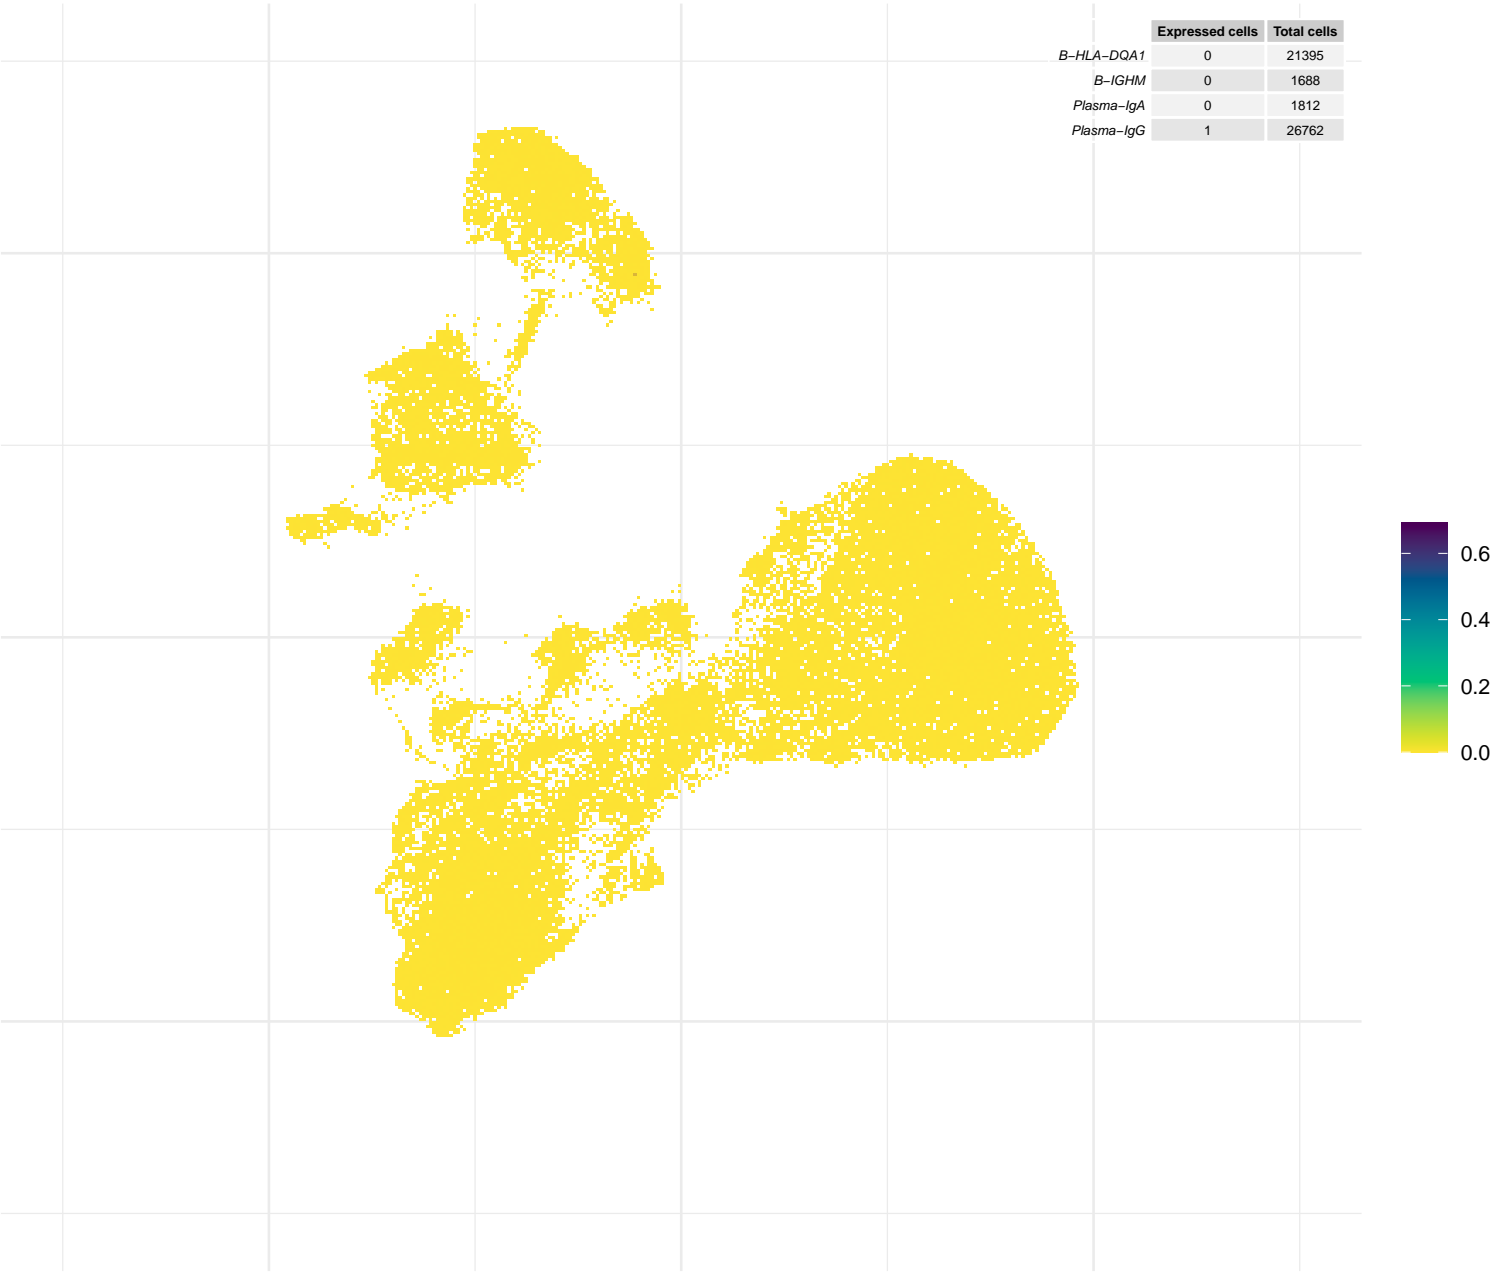 Expressed cells Total cells
B−HLA−DQA1 0 21395
B−IGHM 0 1688
Plasma−IgA 0 1812
Plasma−IgG 1 26762
0.6
0.4
0.2
0.0